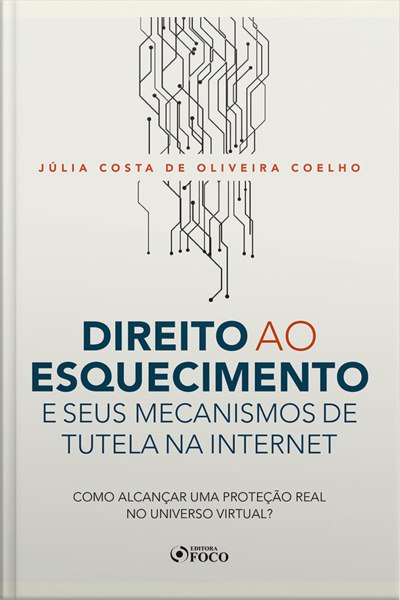 JÚLIA COSTA DE OLIVEIRA COELHO
DIREITO AO
ESQUECIMENTO
E SEUS MECANISMOS DE
TUTELA NA INTERNET
COMO ALCANÇAR UMA PROTEÇÃO REAL
NO UNIVERSO VIRTUAL?
EDITORA
FOCO